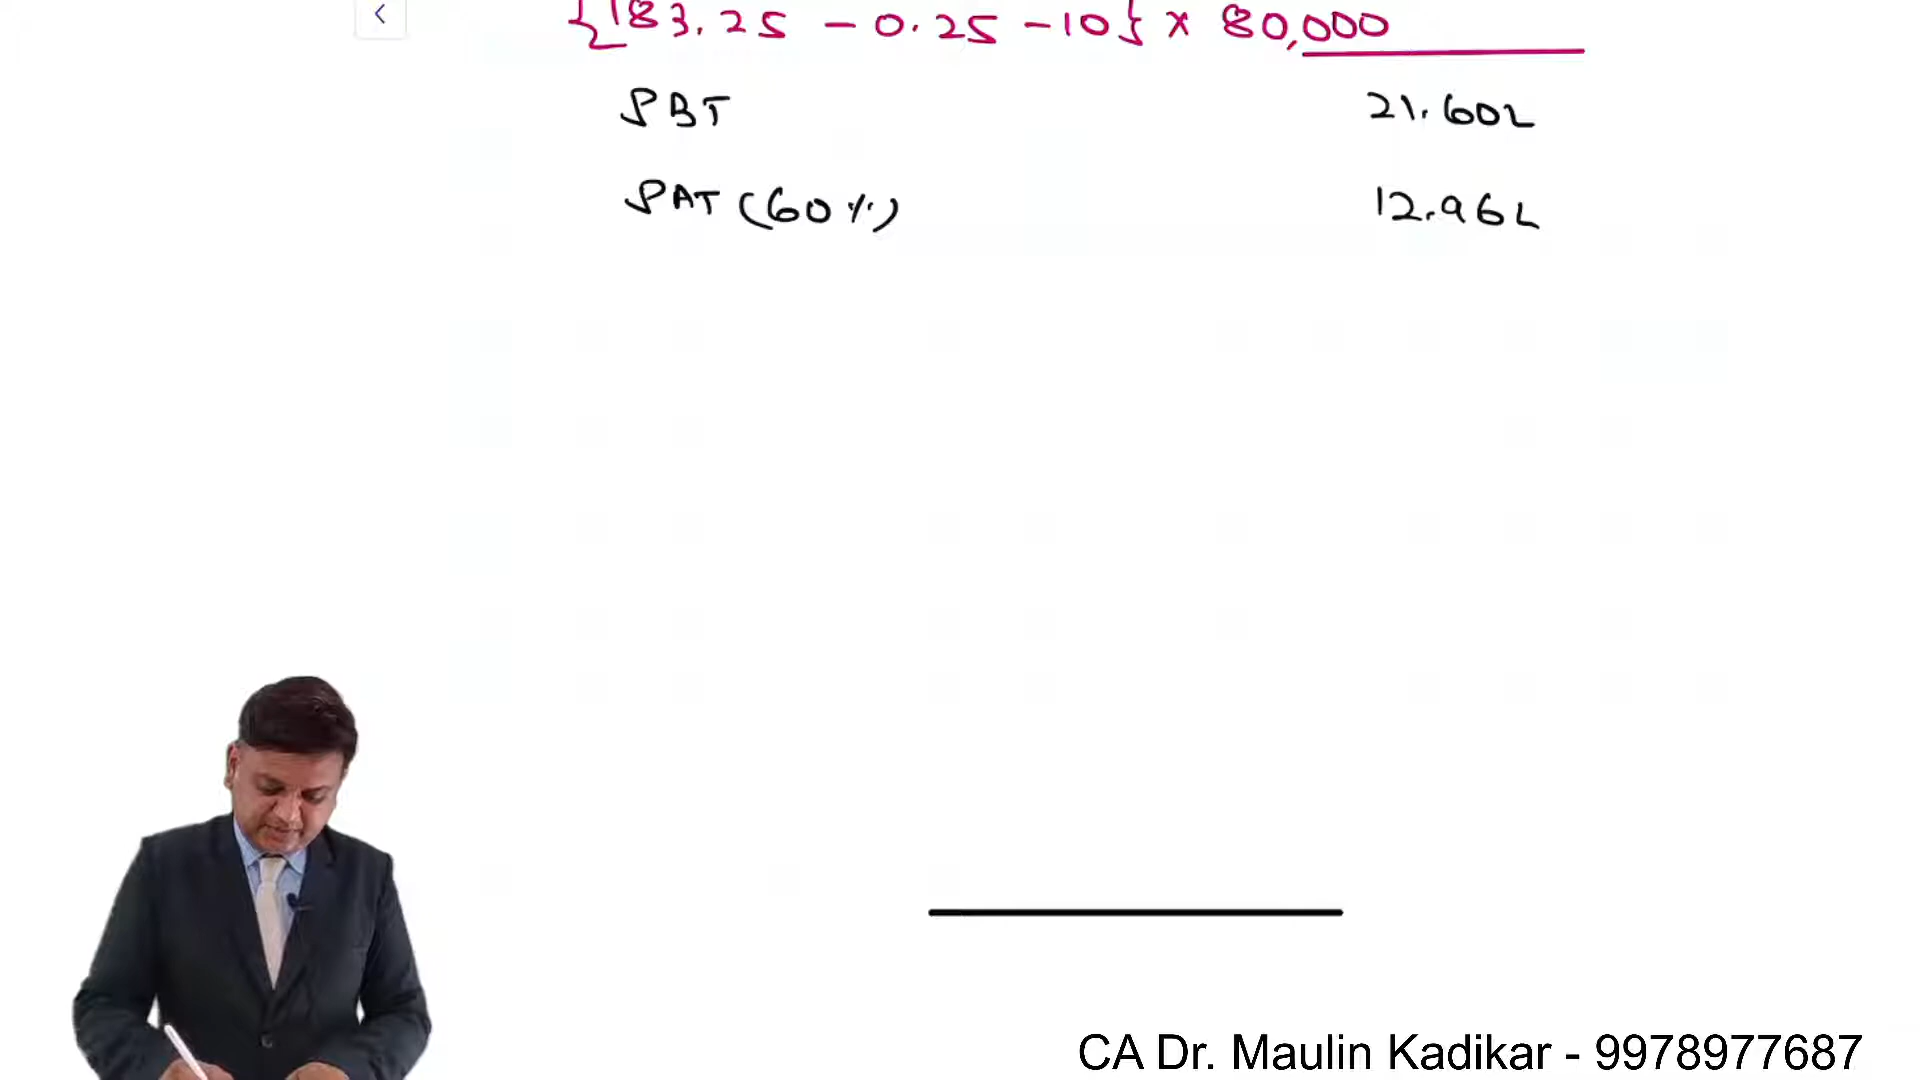 {183.25 - 0.25 - 10} × 80,000
PBT 21.60L
PAT (60%) 12.96L
CA Dr. Maulin Kadikar - 9978977687